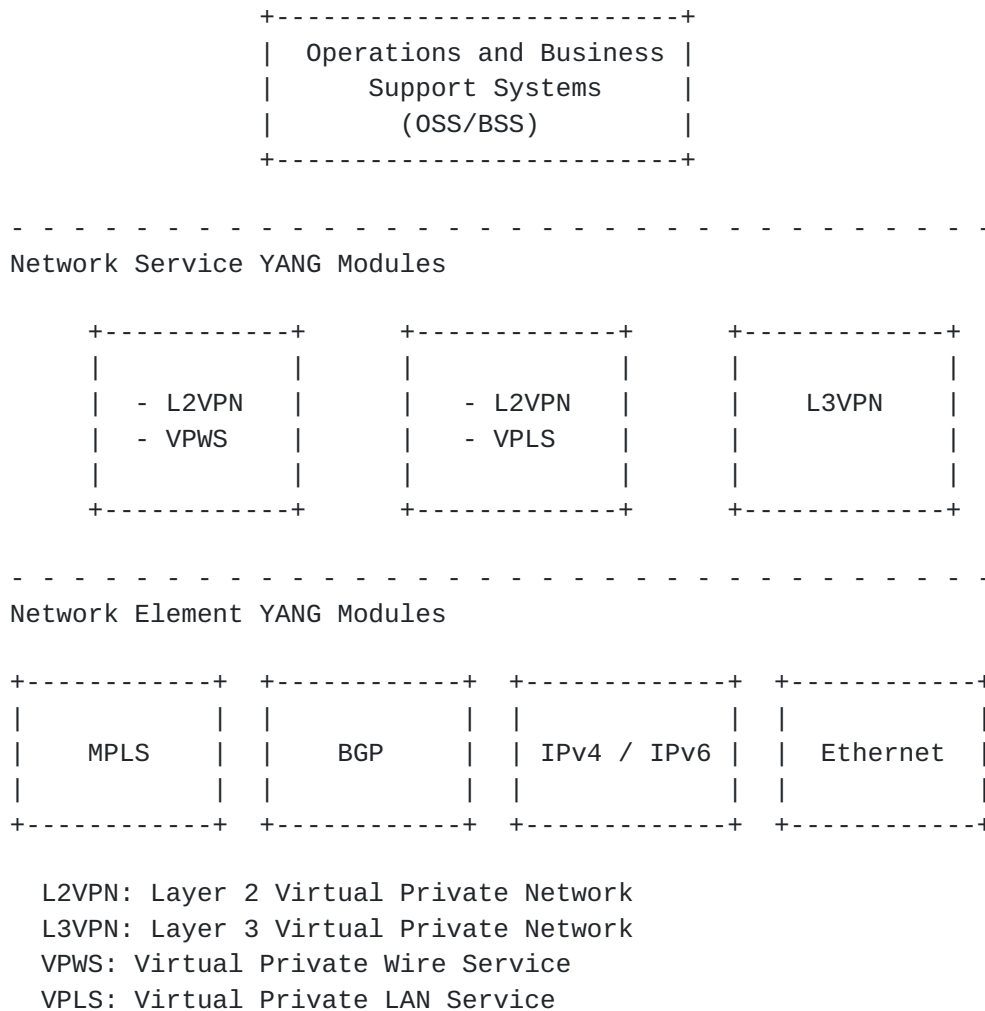 Operations and Business
Support Systems
(OSS/BSS)
Network Service YANG Modules
- L2VPN - L2VPN L3VPN
- VPWS - VPLS
Network Element YANG Modules
MPLS BGP IPv4 / IPv6 Ethernet
L2VPN: Layer 2 Virtual Private Network
L3VPN: Layer 3 Virtual Private Network
VPWS: Virtual Private Wire Service
VPLS: Virtual Private LAN Service